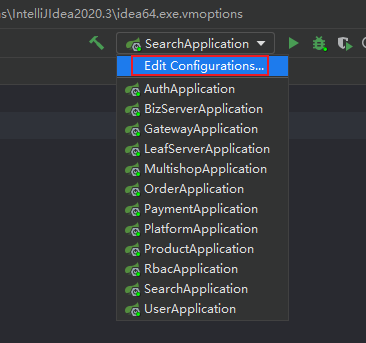 ns\IntelliJIdea2020.3\idea64.exe.vmoptions
SearchApplication
Edit Configurations...
AuthApplication
BizServerApplication
GatewayApplication
LeafServerApplication
MultishopApplication
OrderApplication
PaymentApplication
PlatformApplication
ProductApplication
RbacApplication
SearchApplication
UserApplication